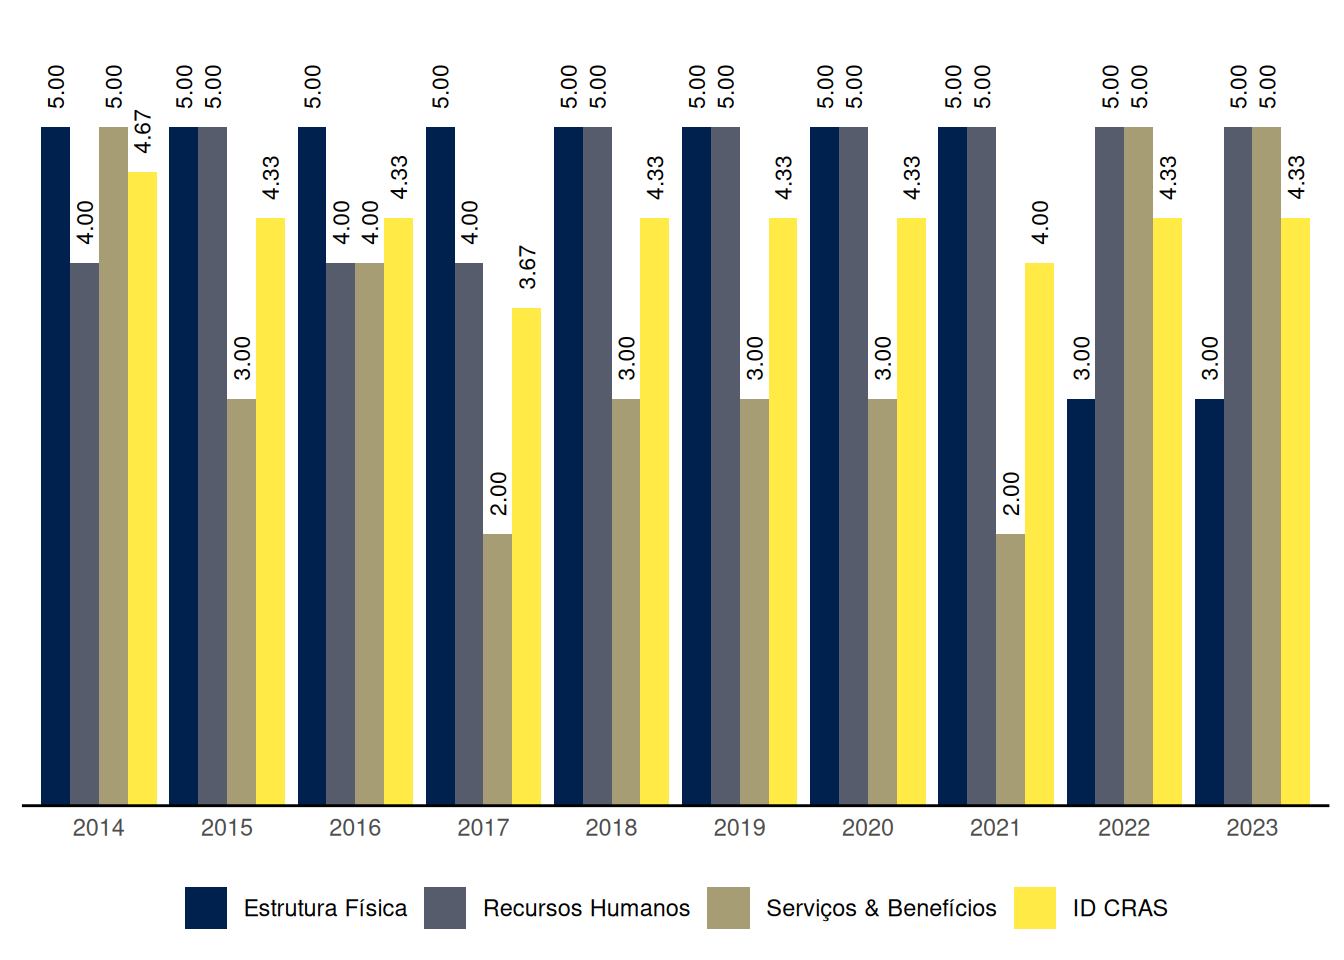 5.00 4.00 5.00 4.67 5.00 5.00 3.00 4.33 5.00 4.00 4.00 4.33 5.00 4.00 2.00 3.67 5.00 5.00 3.00 4.33 5.00 5.00 3.00 4.33 5.00 5.00 3.00 4.33 5.00 5.00 2.00 4.00 3.00 5.00 5.00 4.33 3.00 5.00 5.00 4.33
2014 2015 2016 2017 2018 2019 2020 2021 2022 2023
Estrutura Física Recursos Humanos Serviços & Benefícios ID CRAS